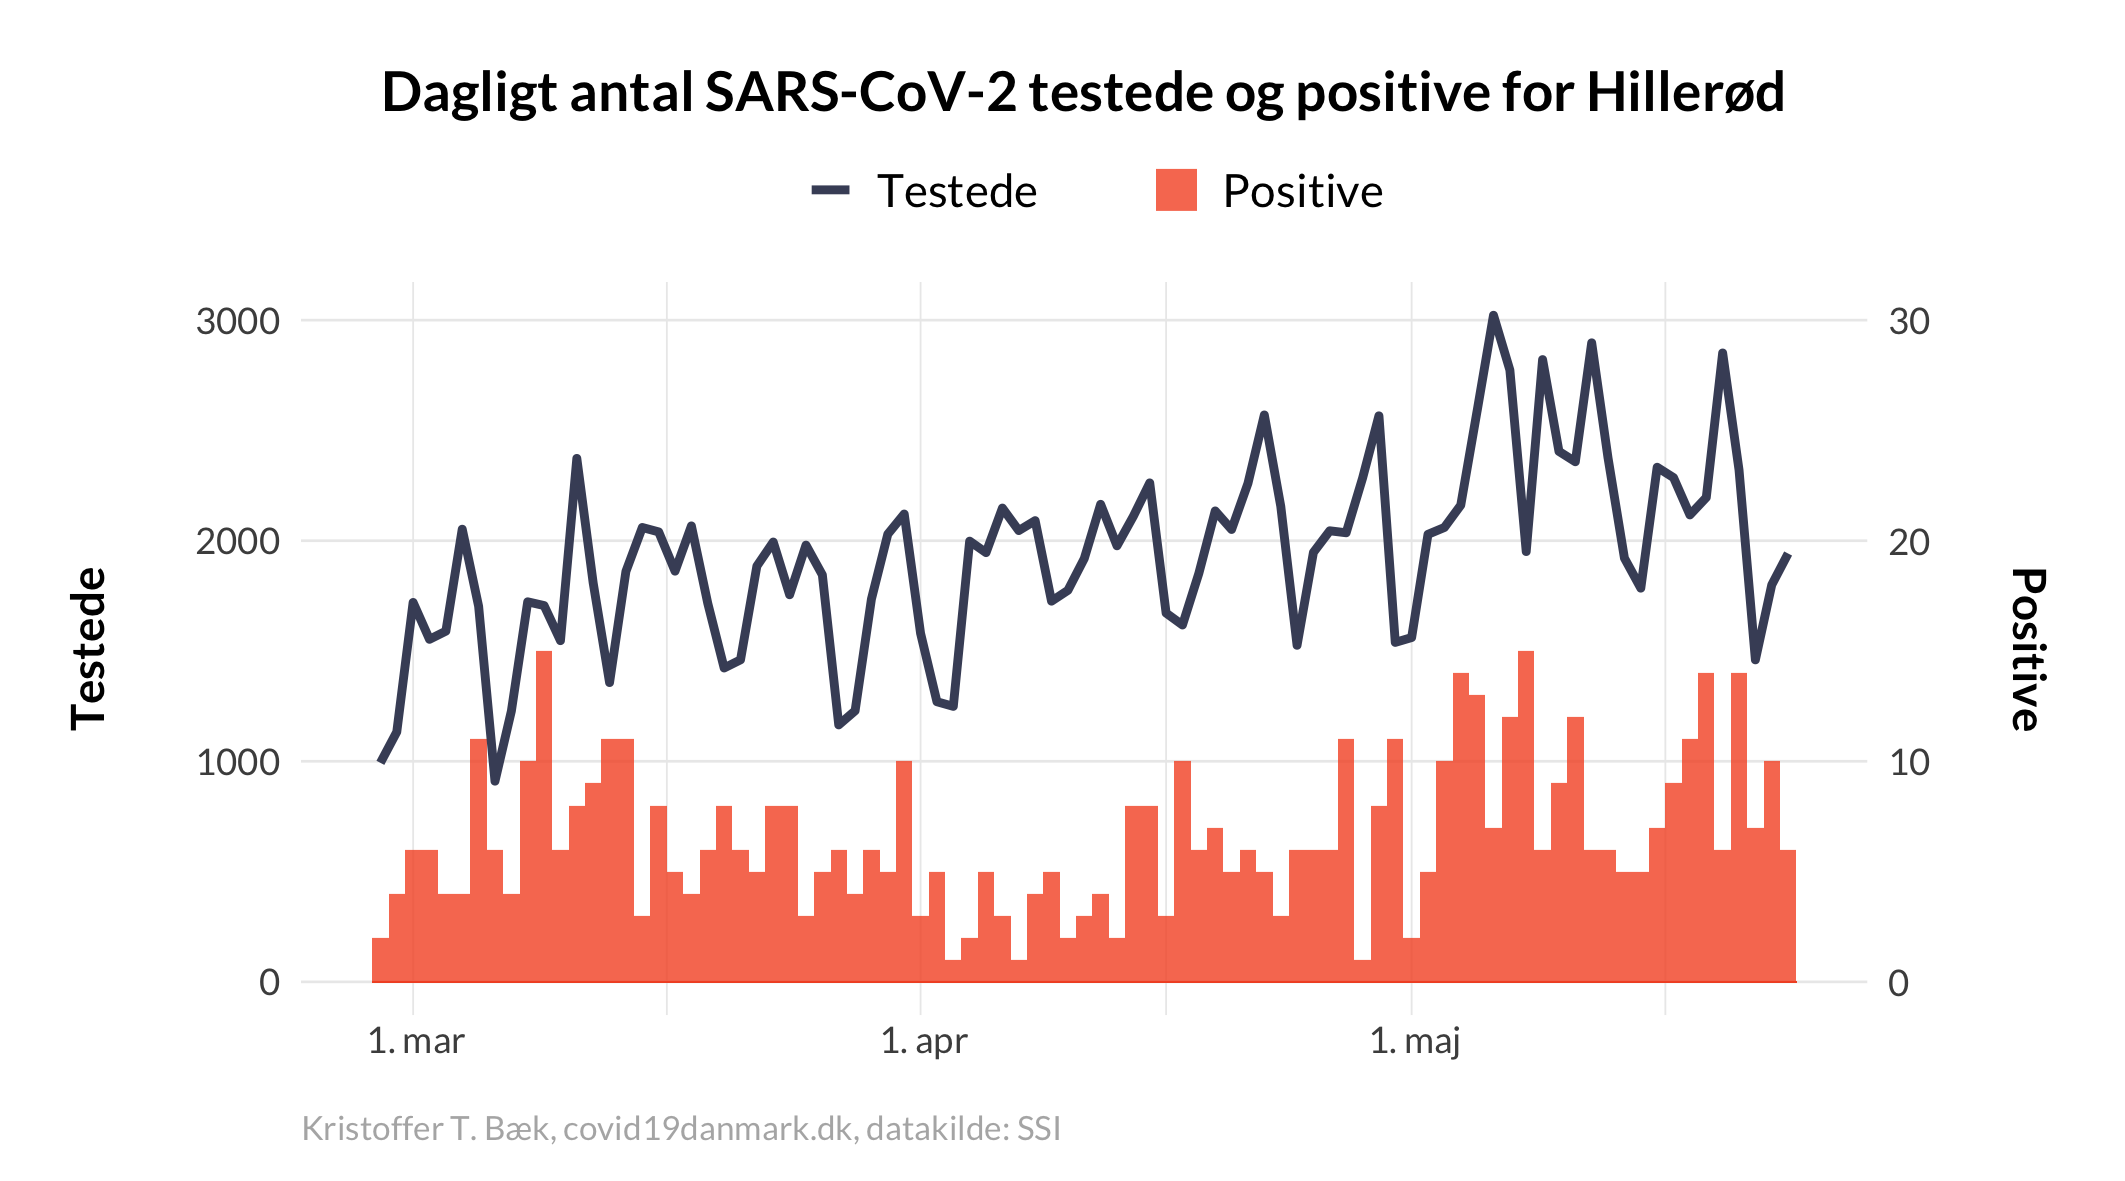 Dagligt antal SARS-CoV-2 testede og positive for Hillerød
Testede
Positive
3000
2000
1000
0
Testede
30
20
10
0
Positive
1. mar
1. apr
1. maj
Kristoffer T. Bæk, covid19danmark.dk, datakilde: SSI